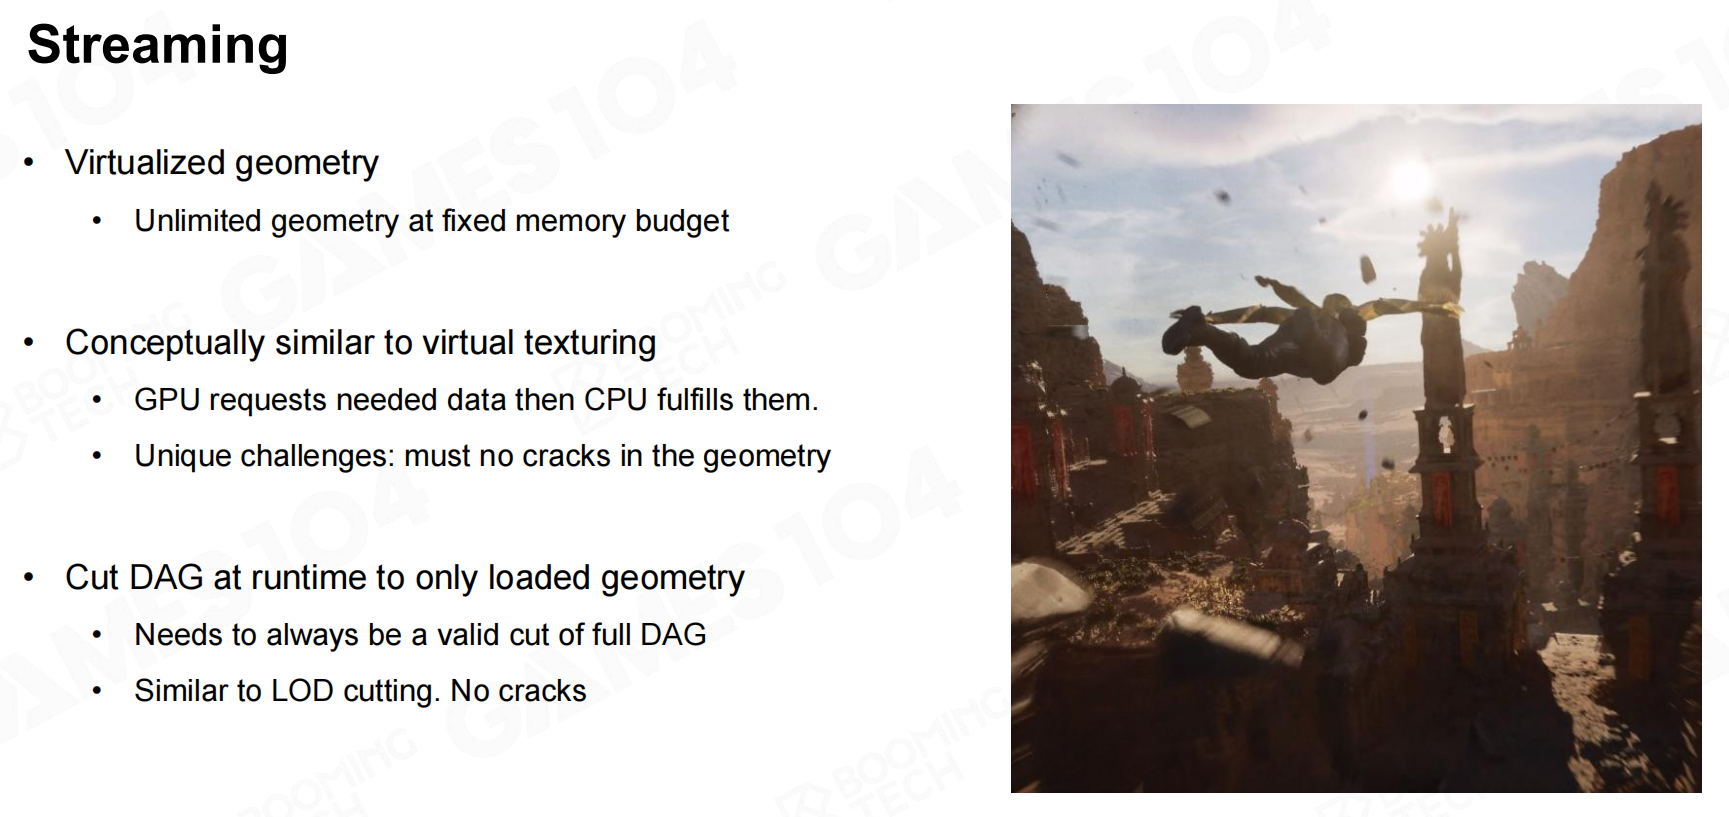 Streaming
• Virtualized geometry
• Unlimited geometry at fixed memory budget
• Conceptually similar to virtual texturing
• GPU requests needed data then CPU fulfills them.
• Unique challenges: must no cracks in the geometry
• Cut DAG at runtime to only loaded geometry
• Needs to always be a valid cut of full DAG
• Similar to LOD cutting. No cracks
GAMES104
BOOMING
TECH